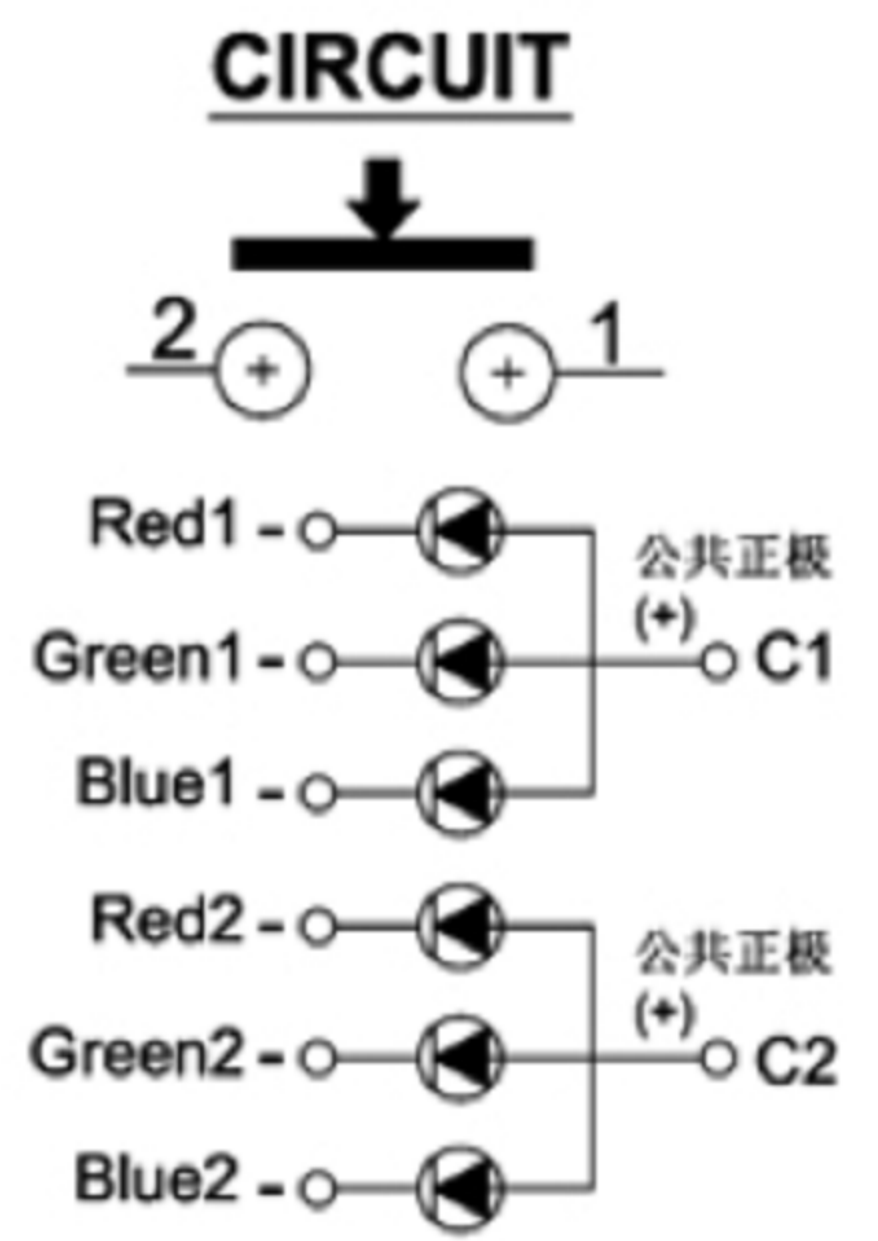 CIRCUIT
2 1
Red1 -
公共正极
(+)
Green1 - C1
Blue1 -
Red2 -
公共正极
(+)
Green2 - C2
Blue2 -